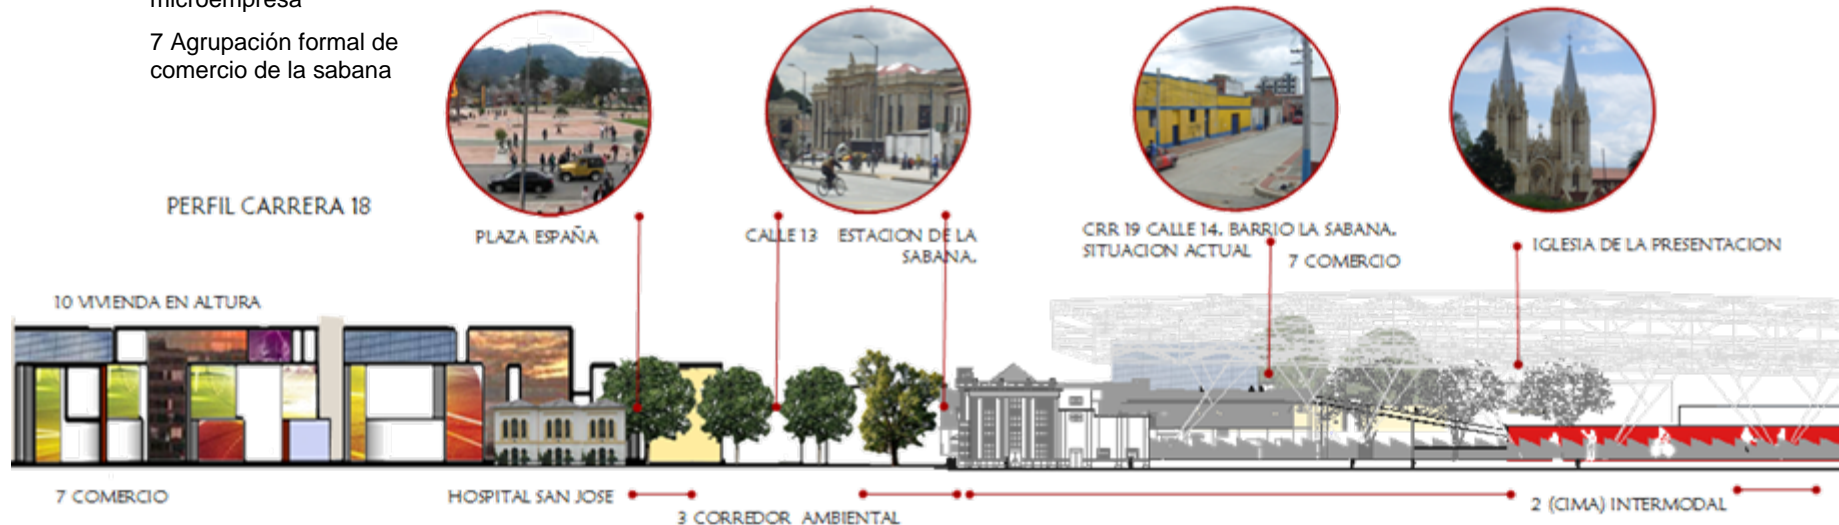 microempresa
7 Agrupación formal de
comercio de la sabana
PERFIL CARRERA 18
PLAZA ESPAÑA
CALLE 13
ESTACION DE LA
SABANA.
CRR 19 CALLE 14. BARRIO LA SABANA.
SITUACION ACTUAL
7 COMERCIO
IGLESIA DE LA PRESENTACION
10 VIVIENDA EN ALTURA
7 COMERCIO
HOSPITAL SAN JOSE
3 CORREDOR AMBIENTAL
2 (CIMA) INTERMODAL